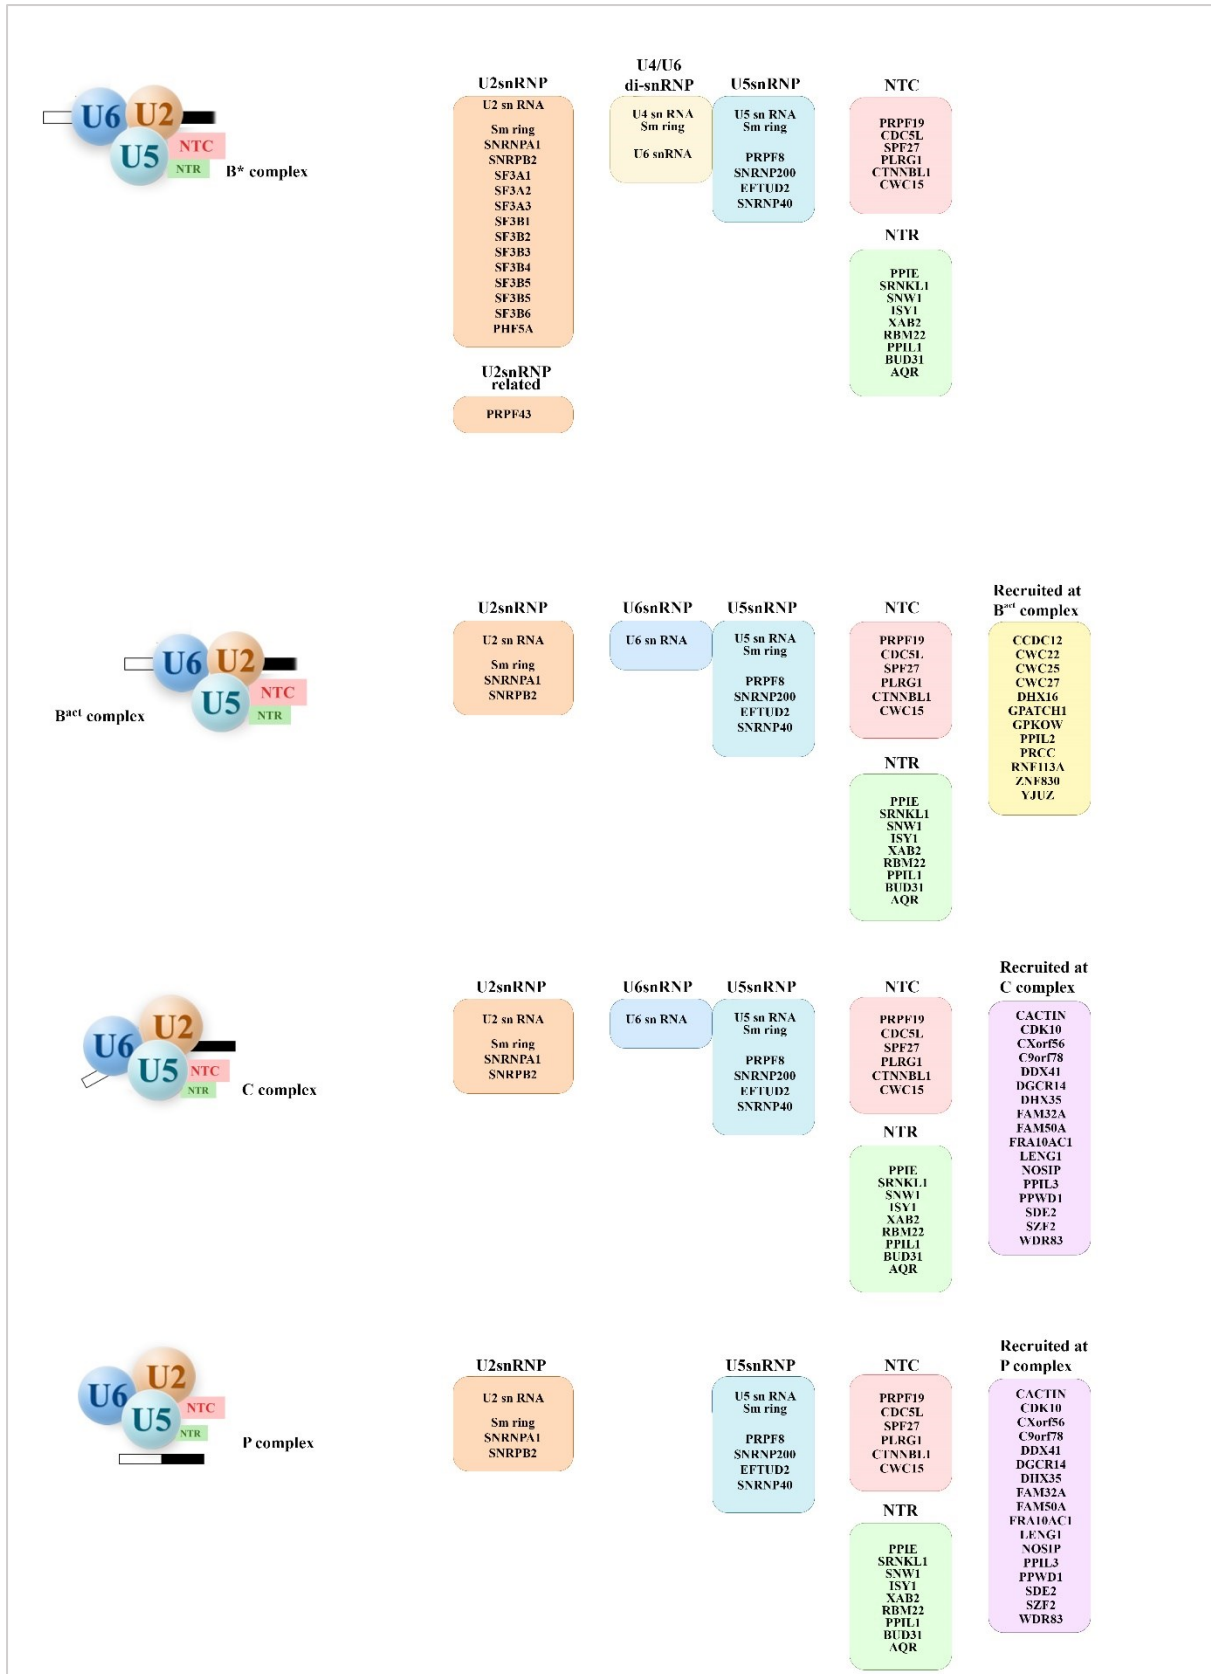 U6
U2
U5
NTC
NTR
B* complex
U2snRNP
U2 sn RNA
Sm ring
SNRNPA1
SNRPB2
SF3A1
SF3A2
SF3A3
SF3B1
SF3B2
SF3B3
SF3B4
SF3B5
SF3B5
SF3B6
PHF5A
U2snRNP
related
PRPF43
U4/U6
di-snRNP
U4 sn RNA
Sm ring
U6 snRNA
U5snRNP
U5 sn RNA
Sm ring
PRPF8
SNRNP200
EFTUD2
SNRNP40
NTC
PRPF19
CDC5L
SPF27
PLRG1
CTNNBL1
CWC15
NTR
PPIE
SRNKL1
SNW1
ISY1
XAB2
RBM22
PPIL1
BUD31
AQR
U6
U2
U5
NTC
NTR
Bact complex
U2snRNP
U2 sn RNA
Sm ring
SNRNPA1
SNRPB2
U6snRNP
U6 sn RNA
U5snRNP
U5 sn RNA
Sm ring
PRPF8
SNRNP200
EFTUD2
SNRNP40
NTC
PRPF19
CDC5L
SPF27
PLRG1
CTNNBL1
CWC15
NTR
PPIE
SRNKL1
SNW1
ISY1
XAB2
RBM22
PPIL1
BUD31
AQR
Recruited at
Bact complex
CCDC12
CWC22
CWC25
CWC27
DHX16
GPATCH1
GPKOW
PPIL2
PRCC
RNF113A
ZNF830
YJUZ
U6
U2
U5
NTC
NTR
C complex
U2snRNP
U2 sn RNA
Sm ring
SNRNPA1
SNRPB2
U6snRNP
U6 sn RNA
U5snRNP
U5 sn RNA
Sm ring
PRPF8
SNRNP200
EFTUD2
SNRNP40
NTC
PRPF19
CDC5L
SPF27
PLRG1
CTNNBL1
CWC15
NTR
PPIE
SRNKL1
SNW1
ISY1
XAB2
RBM22
PPIL1
BUD31
AQR
Recruited at
C complex
CACTIN
CDK10
CXorf56
C9orf78
DDX41
DGCR14
DHX35
FAM32A
FAM50A
FRA10AC1
LENG1
NOSIP
PPIL3
PPWD1
SDE2
SZF2
WDR83
U6
U2
U5
NTC
NTR
P complex
U2snRNP
U2 sn RNA
Sm ring
SNRNPA1
SNRPB2
U5snRNP
U5 sn RNA
Sm ring
PRPF8
SNRNP200
EFTUD2
SNRNP40
NTC
PRPF19
CDC5L
SPF27
PLRG1
CTNNBL1
CWC15
NTR
PPIE
SRNKL1
SNW1
ISY1
XAB2
RBM22
PPIL1
BUD31
AQR
Recruited at
P complex
CACTIN
CDK10
CXorf56
C9orf78
DDX41
DGCR14
DHX35
FAM32A
FAM50A
FRA10AC1
LENG1
NOSIP
PPIL3
PPWD1
SDE2
SZF2
WDR83